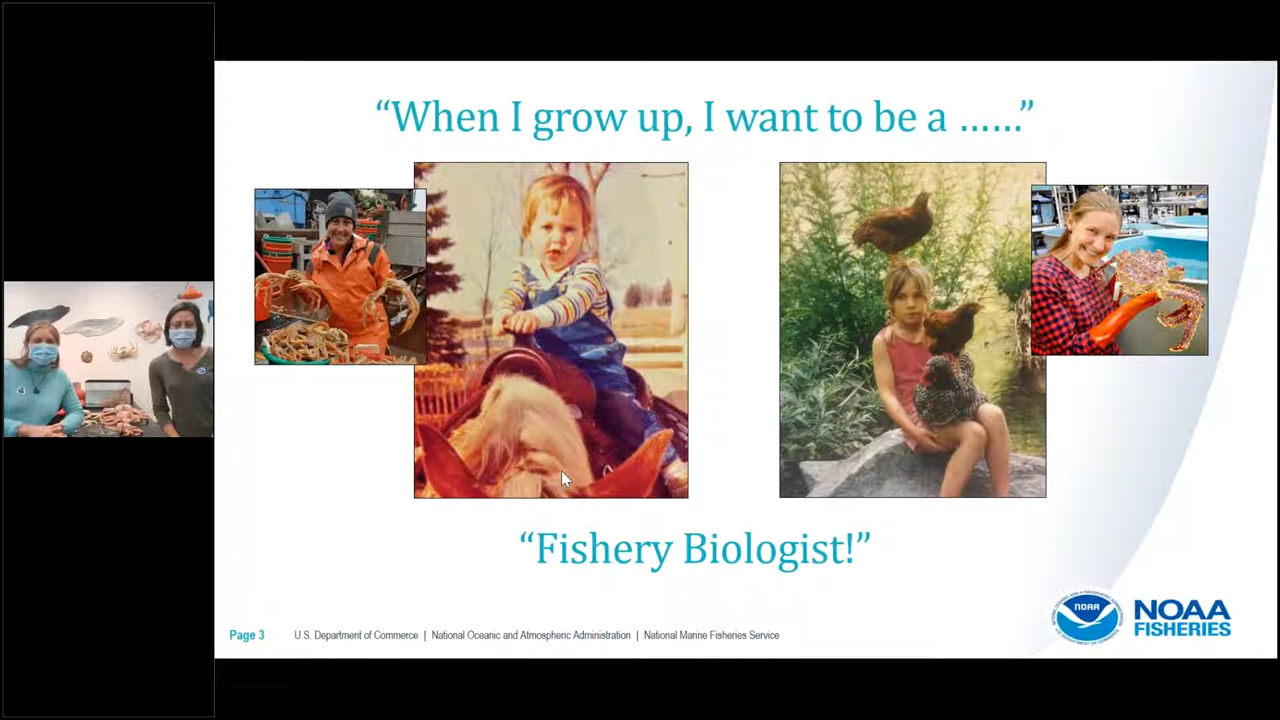 “When I grow up, I want to be a ......”
“Fishery Biologist!”
Page 3
U.S. Department of Commerce | National Oceanic and Atmospheric Administration | National Marine Fisheries Service
NOAA
NOAA
FISHERIES